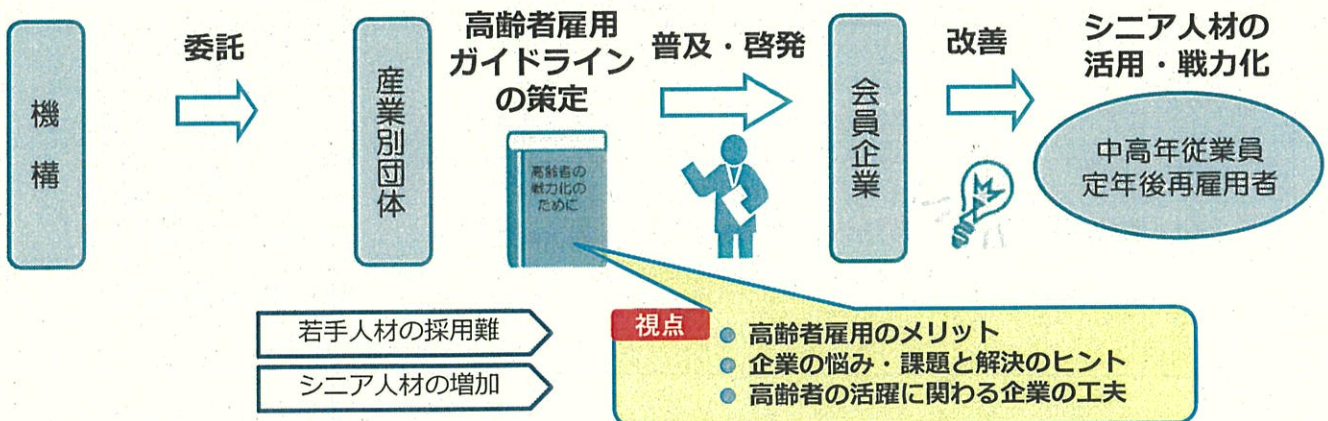 機構
委託
産業別団体
高齢者雇用
ガイドライン
の策定
高齢者の
戦力化の
ために
普及・啓発
会員企業
改善
シニア人材の
活用・戦力化
中高年従業員
定年後再雇用者
若手人材の採用難
シニア人材の増加
視点
高齢者雇用のメリット
企業の悩み・課題と解決のヒント
高齢者の活躍に関わる企業の工夫